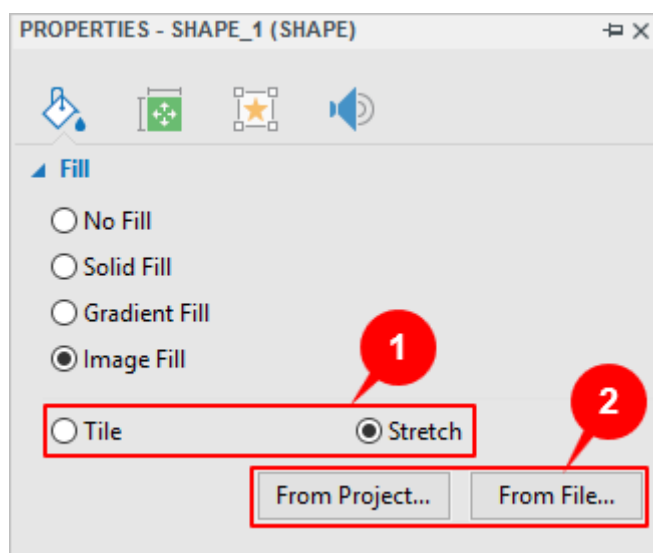 PROPERTIES - SHAPE_1 (SHAPE)
Fill
No Fill
Solid Fill
Gradient Fill
Image Fill
1
Tile Stretch
2
From Project... From File...